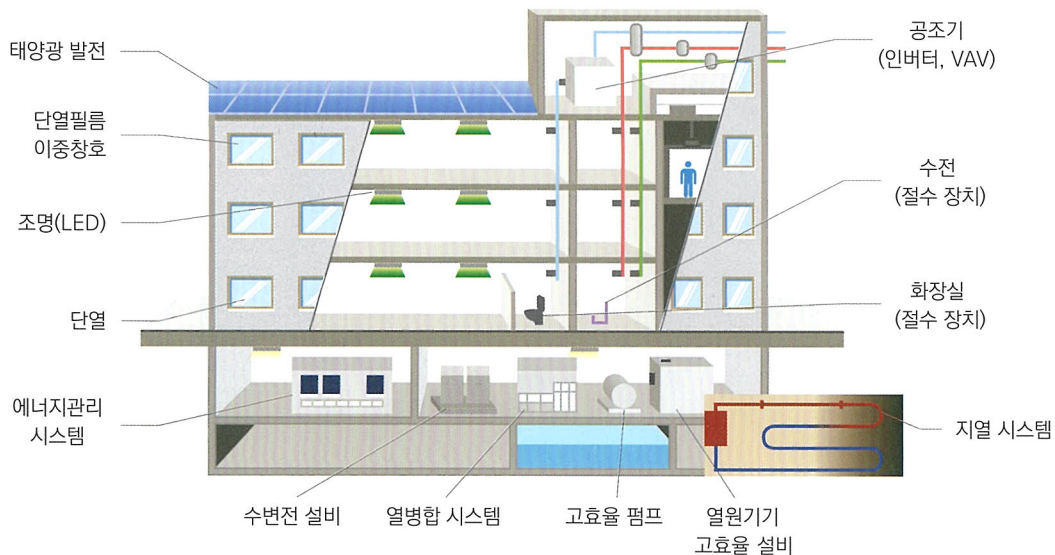 태양광 발전
공조기
(인버터, VAV)
단열필름
이중창호
수전
(절수 장치)
조명(LED)
단열
화장실
(절수 장치)
에너지관리
시스템
지열 시스템
수변전 설비
열병합 시스템
고효율 펌프
열원기기
고효율 설비